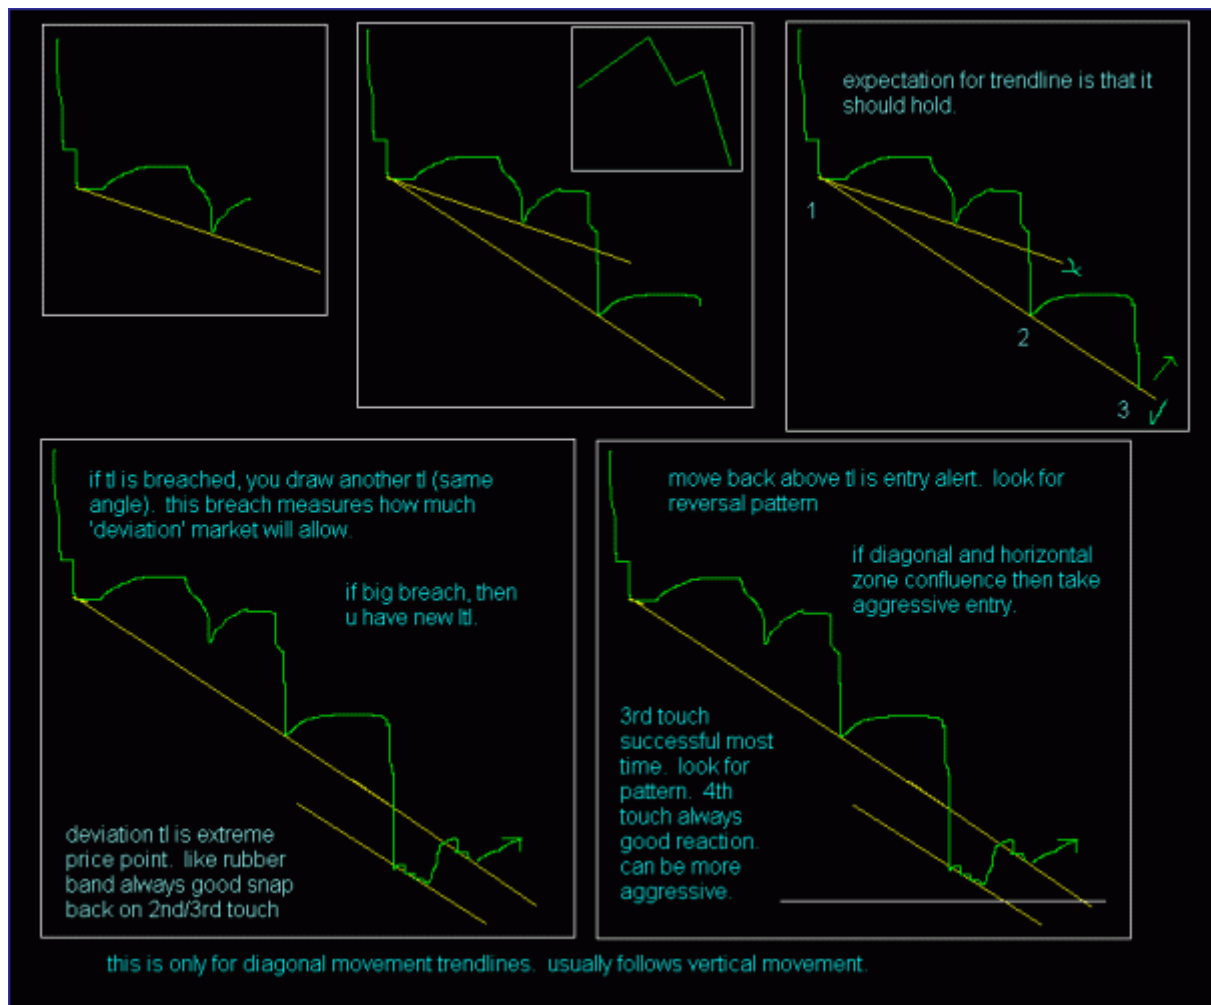 expectation for trendline is that it
should hold.
1
2
3
if tl is breached, you draw another tl (same
angle).  this breach measures how much
'deviation' market will allow.
if big breach, then
u have new ltl.
deviation tl is extreme
price point.  like rubber
band always good snap
back on 2nd/3rd touch
move back above tl is entry alert.  look for
reversal pattern
if diagonal and horizontal
zone confluence then take
aggressive entry.
3rd touch
successful most
time.  look for
pattern.  4th
touch always
good reaction.
can be more
aggressive.
this is only for diagonal movement trendlines.  usually follows vertical movement.